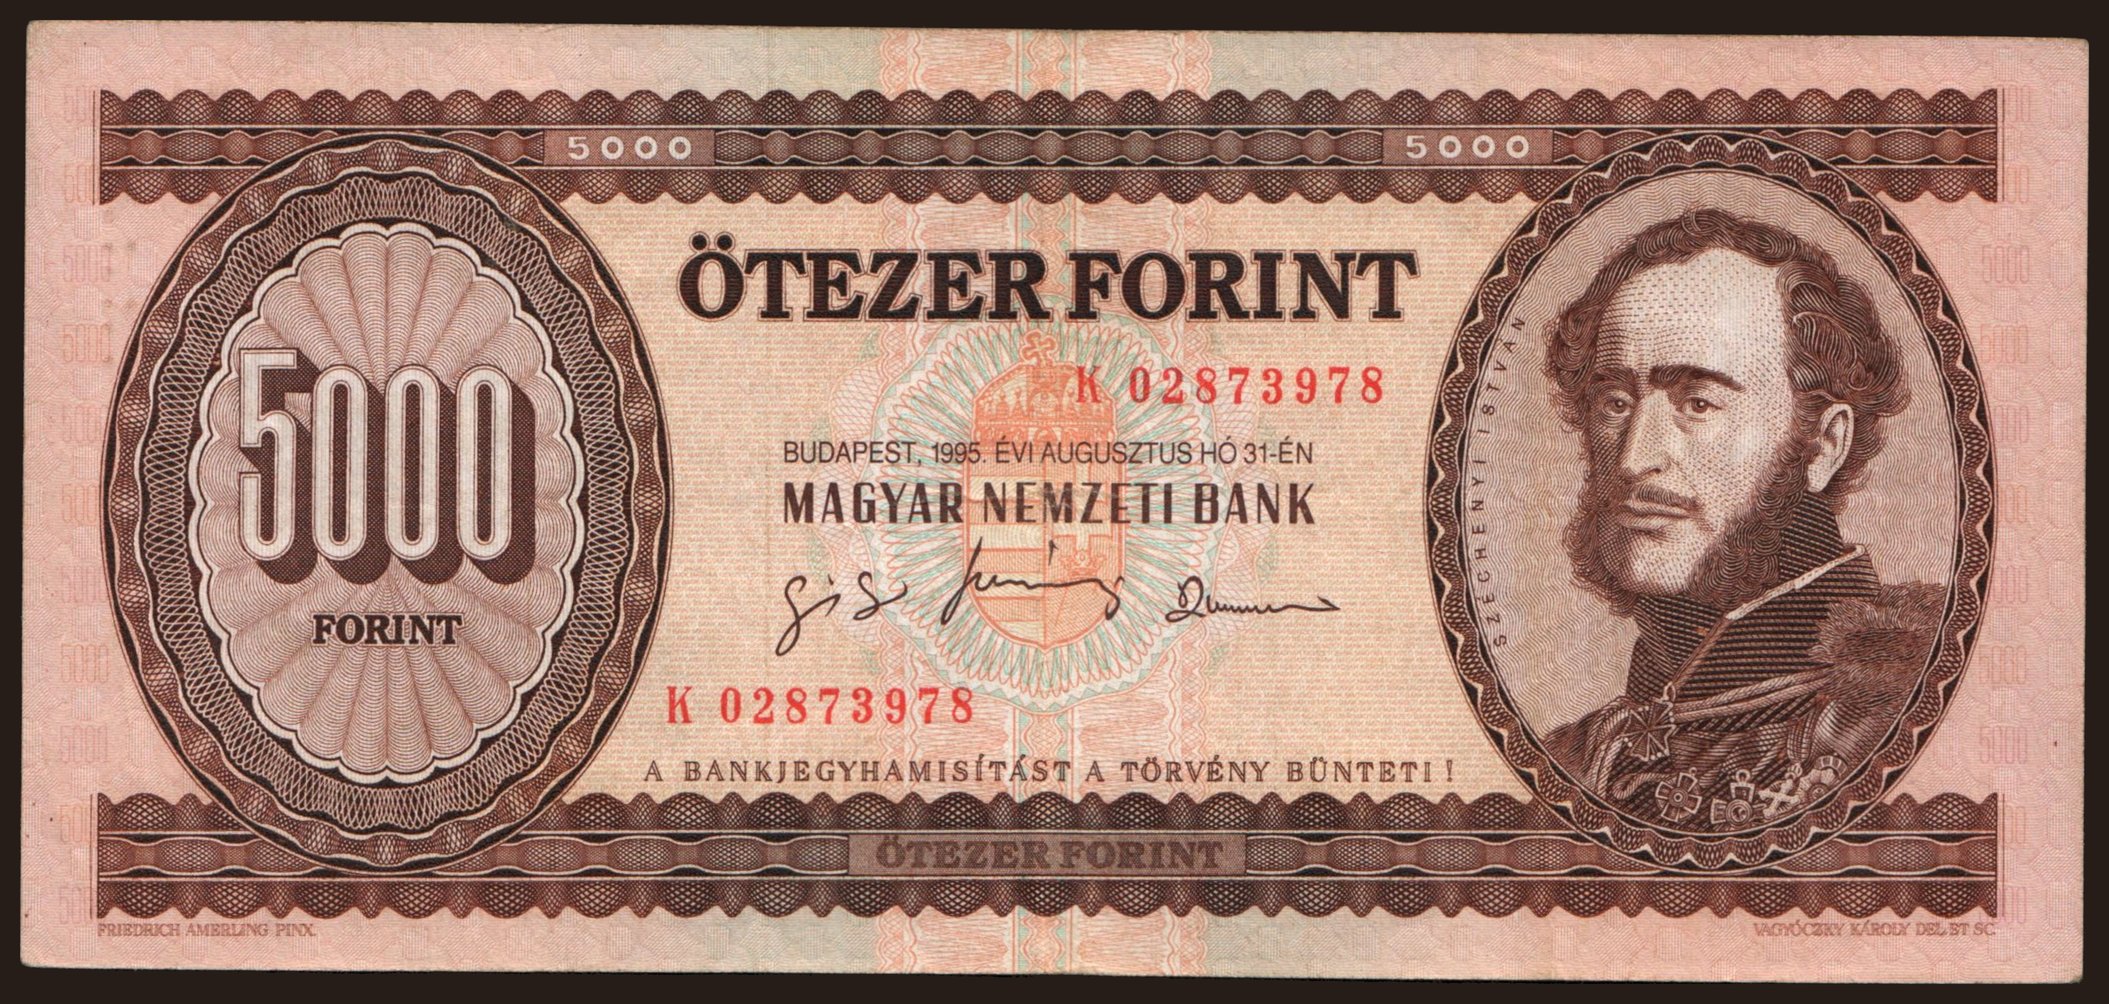 5000 5000
ÖTEZER FORINT
K 02873978
BUDAPEST, 1995. ÉVI AUGUSZTUS HÓ 31-ÉN
MAGYAR NEMZETI BANK
5000
FORINT
SZÉCHENYI ISTVÁN
K 02873978
A BANKJEGYHAMISÍTÁST A TÖRVÉNY BÜNTETI!
ÖTEZER FORINT
FRIEDRICH AMERLING PINX.
VAGYÓCZKY KÁROLY DEL. ET SC.